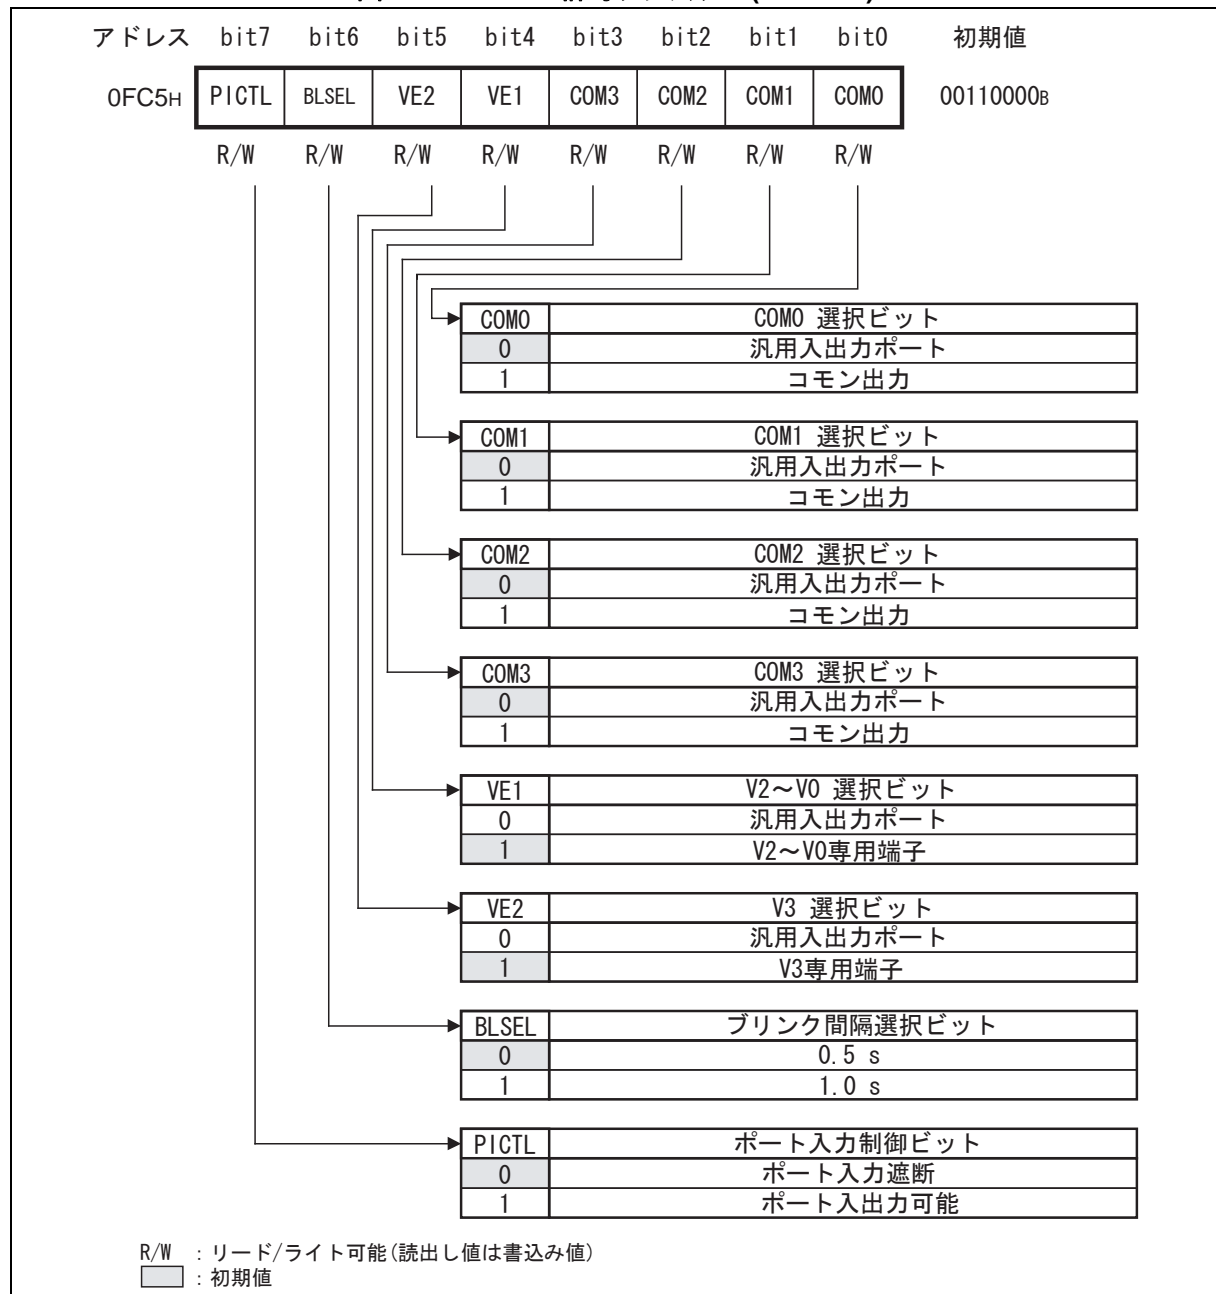 アドレス bit7 bit6 bit5 bit4 bit3 bit2 bit1 bit0 初期値
0FC5H PICTL BLSEL VE2 VE1 COM3 COM2 COM1 COM0 00110000B
R/W R/W R/W R/W R/W R/W R/W R/W
COM0 COM0 選択ビット
0 汎用入出力ポート
1 コモン出力
COM1 COM1 選択ビット
0 汎用入出力ポート
1 コモン出力
COM2 COM2 選択ビット
0 汎用入出力ポート
1 コモン出力
COM3 COM3 選択ビット
0 汎用入出力ポート
1 コモン出力
VE1 V2～V0 選択ビット
0 汎用入出力ポート
1 V2～V0専用端子
VE2 V3 選択ビット
0 汎用入出力ポート
1 V3専用端子
BLSEL ブリンク間隔選択ビット
0 0.5 s
1 1.0 s
PICTL ポート入力制御ビット
0 ポート入力遮断
1 ポート入出力可能
R/W : リード/ライト可能(読出し値は書込み値)
: 初期値